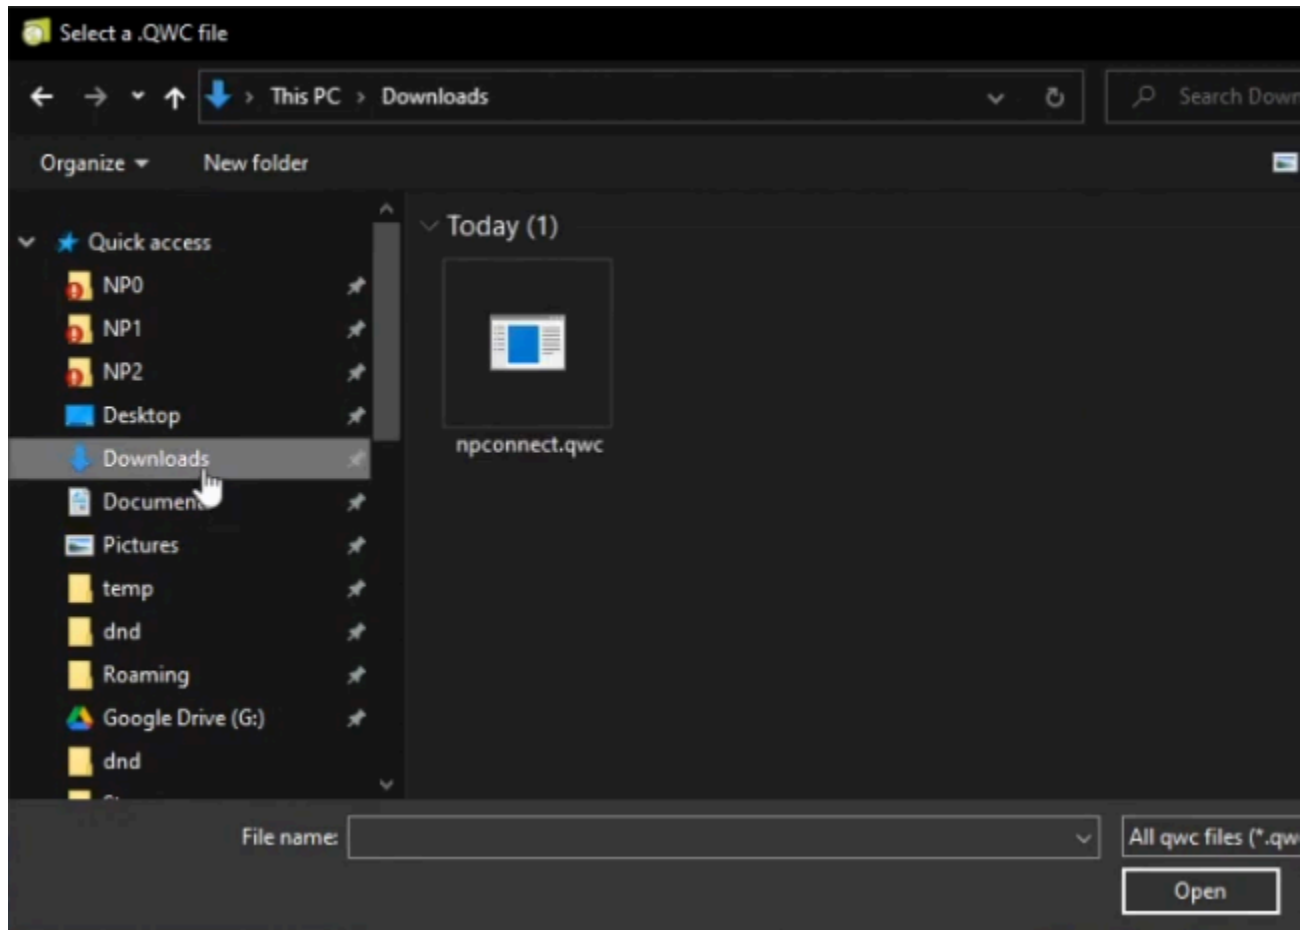 Select a .QWC file
This PC > Downloads
Search Down
Organize
New folder
Quick access
NP0
NP1
NP2
Desktop
Downloads
Documen
Pictures
temp
dnd
Roaming
Google Drive (G:)
dnd
Today (1)
npconnect.qwc
File name:
All qwc files (*.qw
Open